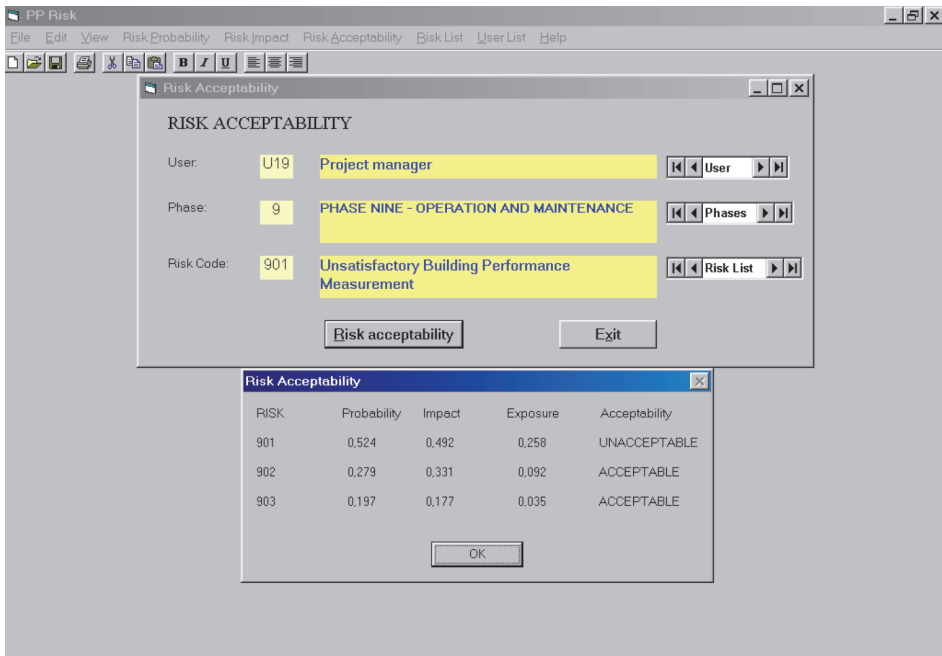 PP Risk
File Edit View Risk Probability Risk Impact Risk Acceptability Risk List User List Help
B I U
Risk Acceptability
RISK ACCEPTABILITY
User: U19 Project manager User
Phase: 9 PHASE NINE - OPERATION AND MAINTENANCE Phases
Risk Code: 901 Unsatisfactory Building Performance Risk List
Measurement
Risk acceptability Exit
Risk Acceptability
RISK Probability Impact Exposure Acceptability
901 0,524 0,492 0,258 UNACCEPTABLE
902 0,279 0,331 0,092 ACCEPTABLE
903 0,197 0,177 0,035 ACCEPTABLE
OK